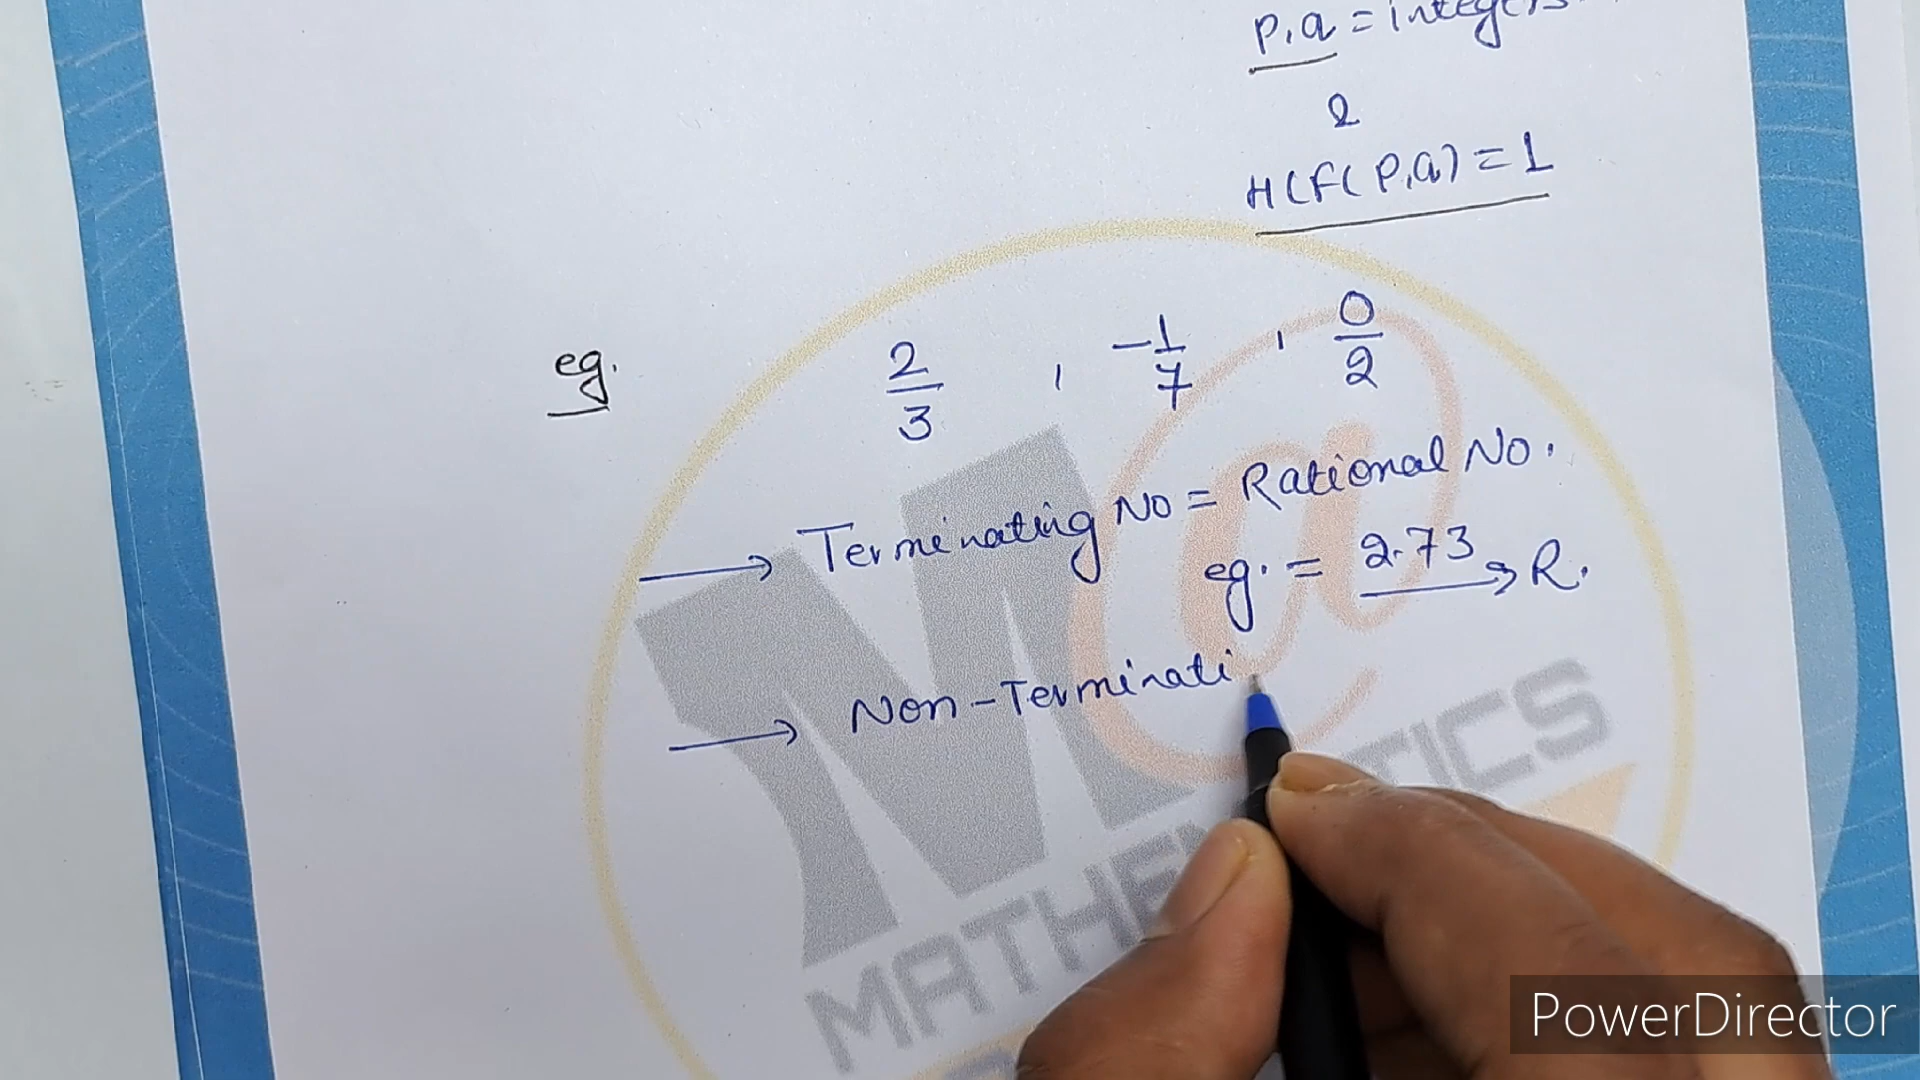 P,q = integers
&
HCF( P,q) = 1
eg. 2/3 , -1/7 , 0/2
→ Terminating No = Rational No.
eg. = 2.73 → R.
→ Non-Terminati
MATHEMATICS
PowerDirector